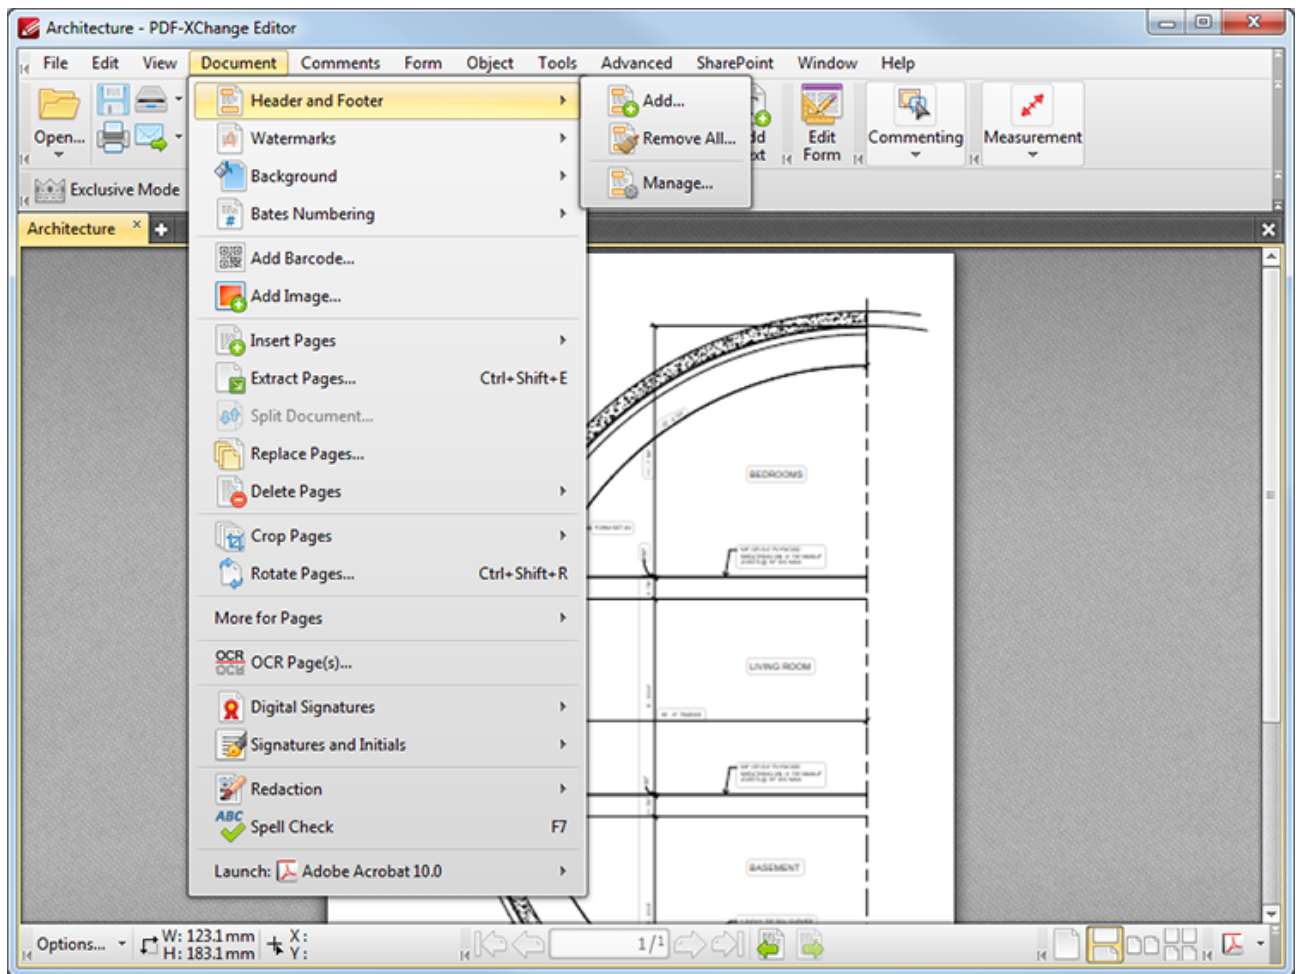 Architecture - PDF-XChange Editor
File Edit View Document Comments Form Object Tools Advanced SharePoint Window Help
Open...
Exclusive Mode
Edit Form
Commenting
Measurement
Architecture
Header and Footer
Watermarks
Background
Bates Numbering
Add Barcode...
Add Image...
Insert Pages
Extract Pages... Ctrl+Shift+E
Split Document...
Replace Pages...
Delete Pages
Crop Pages
Rotate Pages... Ctrl+Shift+R
More for Pages
OCR OCR Page(s)...
Digital Signatures
Signatures and Initials
Redaction
ABC
Spell Check F7
Launch: Adobe Acrobat 10.0
Add...
Remove All...
Manage...
BEDROOMS
LIVING ROOM
BASEMENT
Options...
W: 123.1 mm X:
H: 183.1 mm Y:
1/1